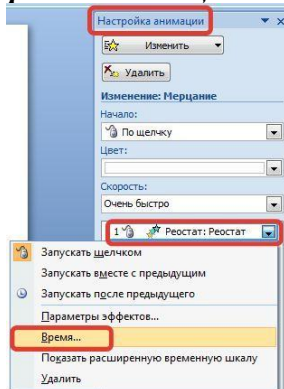 Настройка анимации
Изменить
Удалить
Изменение: Мерцание
Начало:
По щелчку
Цвет:
Скорость:
Очень быстро
1 Реостат: Реостат
Запускать щелчком
Запускать вместе с предыдущим
Запускать после предыдущего
Параметры эффектов...
Время...
Показать расширенную временную шкалу
Удалить